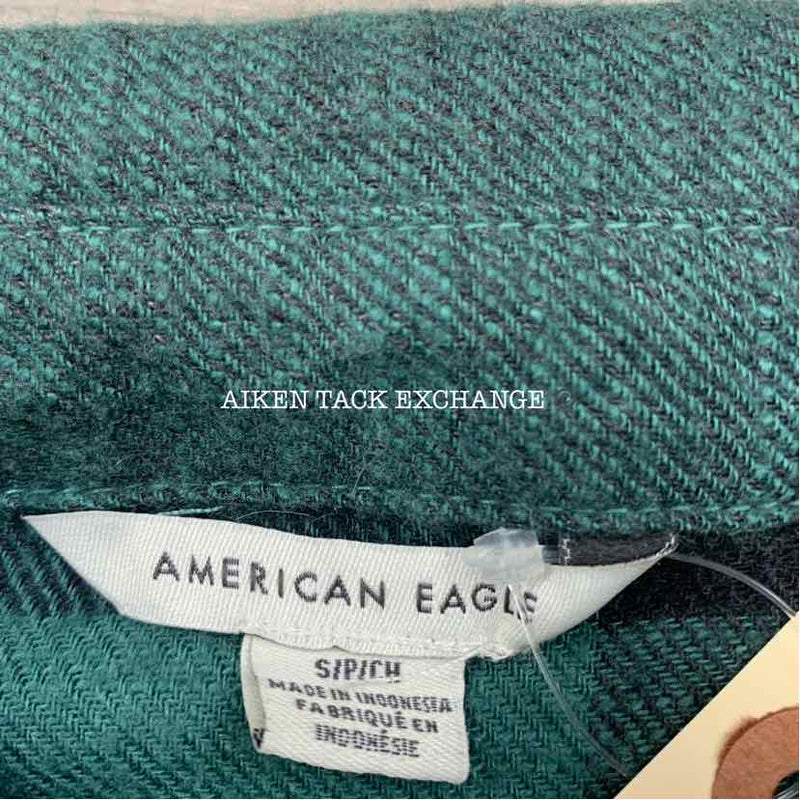 AIKEN TACK EXCHANGE
AMERICAN EAGLE
S/P/CH
MADE IN INDONESIA
FABRIQUÉ EN
INDONÉSIE